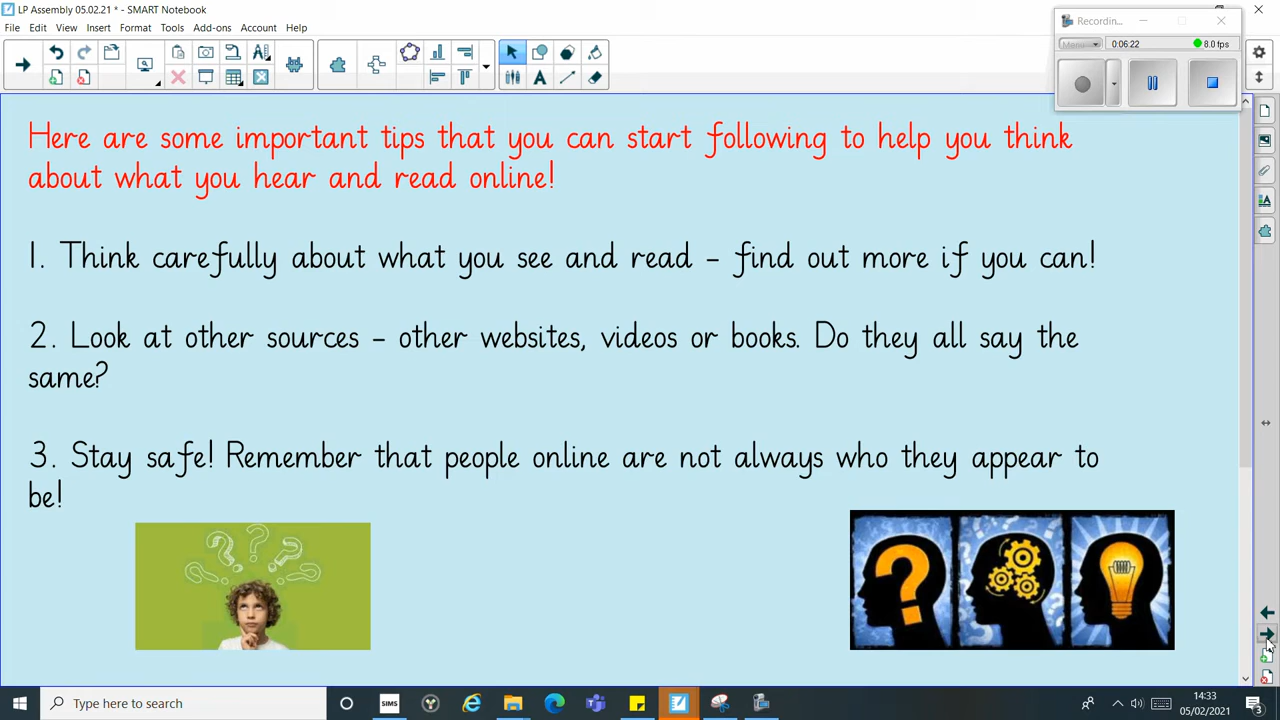 LP Assembly 05.02.21 * - SMART Notebook
File Edit View Insert Format Tools Add-ons Account Help
Recordin...
Menu
0:06:22
8.0 fps
Here are some important tips that you can start following to help you think
about what you hear and read online!
1. Think carefully about what you see and read - find out more if you can!
2. Look at other sources - other websites, videos or books. Do they all say the
same?
3. Stay safe! Remember that people online are not always who they appear to
be!
Type here to search
SIMS
14:33
05/02/2021
3